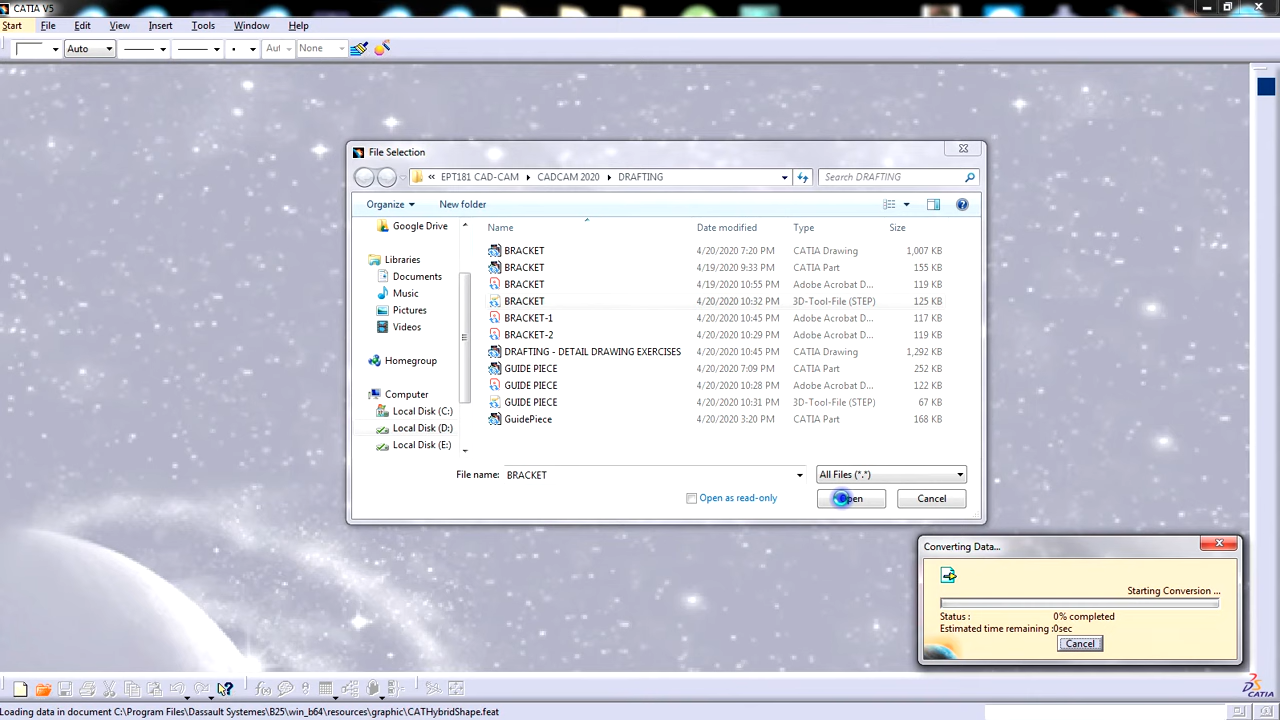 CATIA V5
Start File Edit View Insert Tools Window Help
Auto Aut None
File Selection
« EPT181 CAD-CAM CADCAM 2020 DRAFTING Search DRAFTING
Organize New folder
Name Date modified Type Size
Google Drive
Libraries
Documents
Music
Pictures
Videos
Homegroup
Computer
Local Disk (C:)
Local Disk (D:)
Local Disk (E:)
BRACKET 4/20/2020 7:20 PM CATIA Drawing 1,007 KB
BRACKET 4/19/2020 9:33 PM CATIA Part 155 KB
BRACKET 4/19/2020 10:55 PM Adobe Acrobat D... 119 KB
BRACKET 4/20/2020 10:32 PM 3D-Tool-File (STEP) 125 KB
BRACKET-1 4/20/2020 10:45 PM Adobe Acrobat D... 117 KB
BRACKET-2 4/20/2020 10:29 PM Adobe Acrobat D... 119 KB
DRAFTING - DETAIL DRAWING EXERCISES 4/20/2020 10:45 PM CATIA Drawing 1,292 KB
GUIDE PIECE 4/20/2020 7:09 PM CATIA Part 252 KB
GUIDE PIECE 4/20/2020 10:28 PM Adobe Acrobat D... 122 KB
GUIDE PIECE 4/20/2020 10:31 PM 3D-Tool-File (STEP) 67 KB
GuidePiece 4/20/2020 3:20 PM CATIA Part 168 KB
File name: BRACKET All Files (*.*)
Open as read-only Open Cancel
Converting Data...
Starting Conversion ...
Status : 0% completed
Estimated time remaining :0sec
Cancel
CATIA
Loading data in document C:\Program Files\Dassault Systemes\B25\win_b64\resources\graphic\CATHybridShape.feat